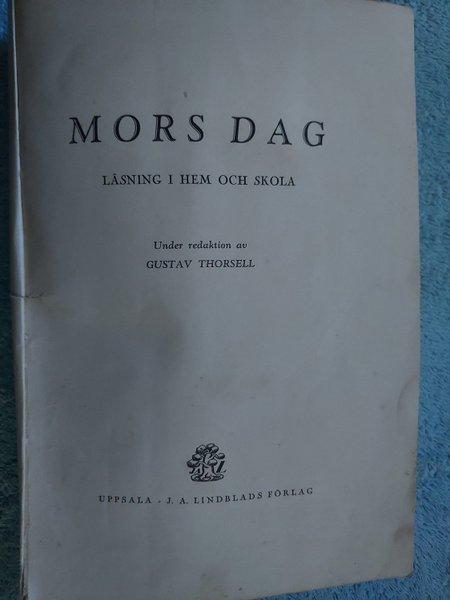 MORS DAG
LÄSNING I HEM OCH SKOLA
Under redaktion av
GUSTAV THORSELL
UPPSALA - J. A. LINDBLADS FÖRLAG